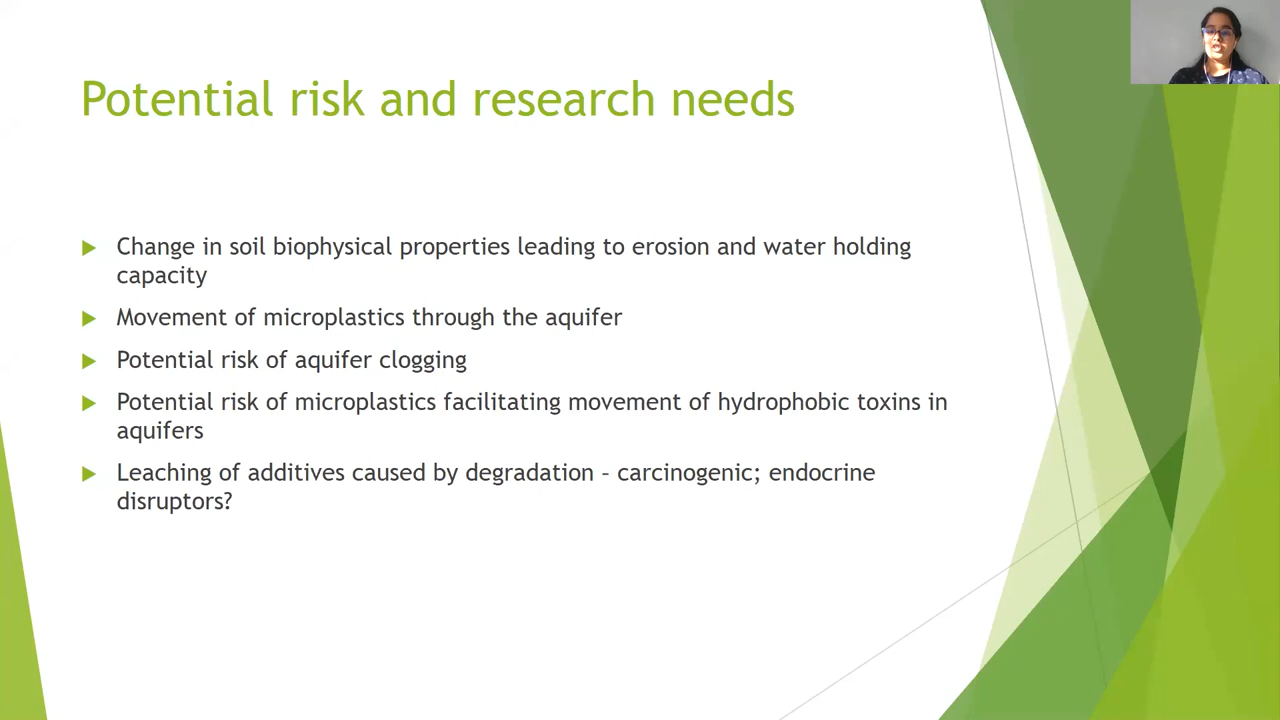 Potential risk and research needs
Change in soil biophysical properties leading to erosion and water holding
capacity
Movement of microplastics through the aquifer
Potential risk of aquifer clogging
Potential risk of microplastics facilitating movement of hydrophobic toxins in
aquifers
Leaching of additives caused by degradation – carcinogenic; endocrine
disruptors?